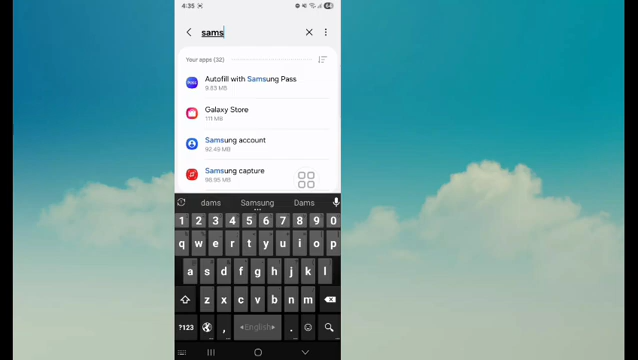 4:35
64
sams
Your apps (32)
Autofill with Samsung Pass
9.83 MB
Galaxy Store
111 MB
Samsung account
92.49 MB
Samsung capture
96.95 MB
dams Samsung Dams
1 2 3 4 5 6 7 8 9 0
q w e r t y u i o p
a s d f g h j k l
z x c v b n m
?123 , English .